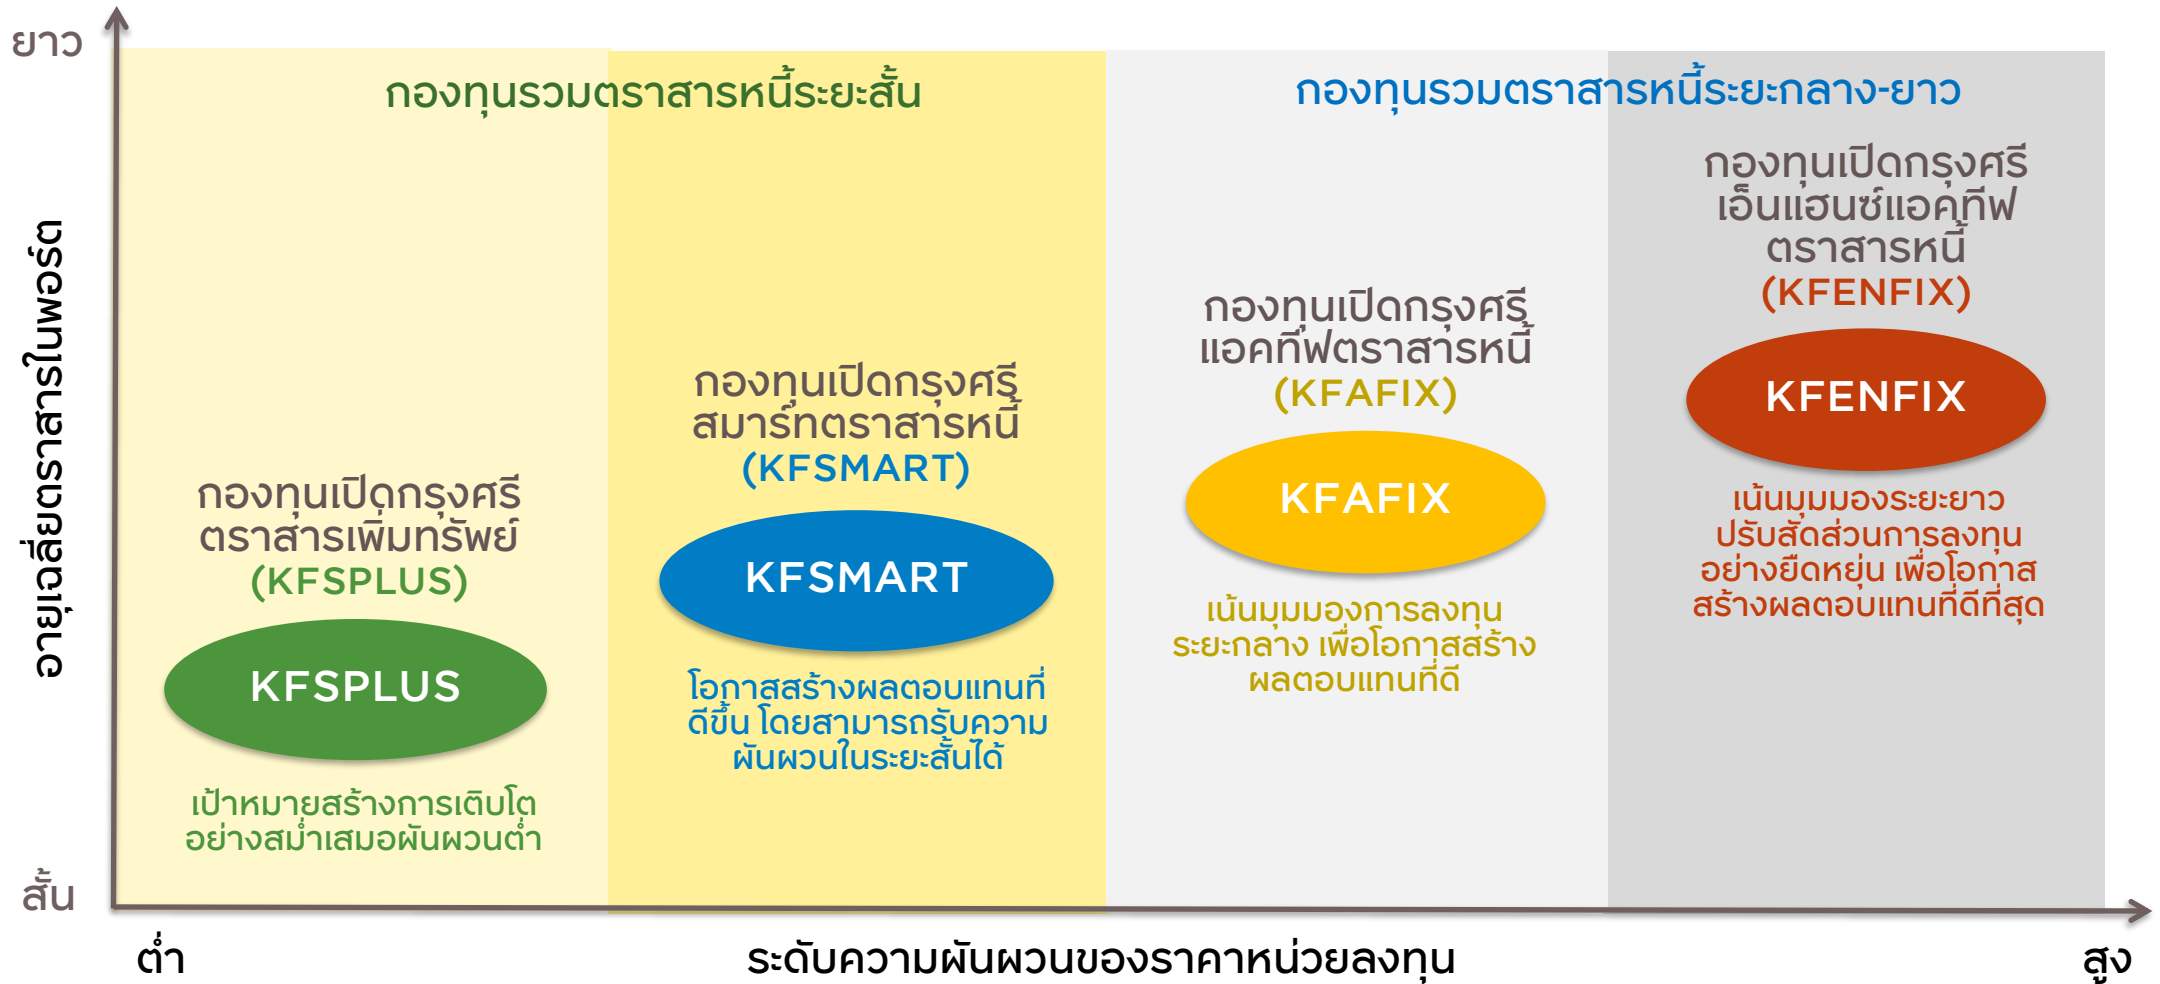 ยาว
กองทุนรวมตราสารหนี้ระยะสั้น
กองทุนรวมตราสารหนี้ระยะกลาง-ยาว
อายุเฉลี่ยตราสารในพอร์ต
กองทุนเปิดกรุงศรี
ตราสารเพิ่มทรัพย์
(KFSPLUS)
KFSPLUS
เป้าหมายสร้างการเติบโต
อย่างสม่ำเสมอผันผวนต่ำ
กองทุนเปิดกรุงศรี
สมาร์ทตราสารหนี้
(KFSMART)
KFSMART
โอกาสสร้างผลตอบแทนที่
ดีขึ้น โดยสามารถรับความ
ผันผวนในระยะสั้นได้
กองทุนเปิดกรุงศรี
แอคทีฟตราสารหนี้
(KFAFIX)
KFAFIX
เน้นมุมมองการลงทุน
ระยะกลาง เพื่อโอกาสสร้าง
ผลตอบแทนที่ดี
กองทุนเปิดกรุงศรี
เอ็นแฮนซ์แอคทีฟ
ตราสารหนี้
(KFENFIX)
KFENFIX
เน้นมุมมองระยะยาว
ปรับสัดส่วนการลงทุน
อย่างยืดหยุ่น เพื่อโอกาส
สร้างผลตอบแทนที่ดีที่สุด
สั้น
ต่ำ
ระดับความผันผวนของราคาหน่วยลงทุน
สูง